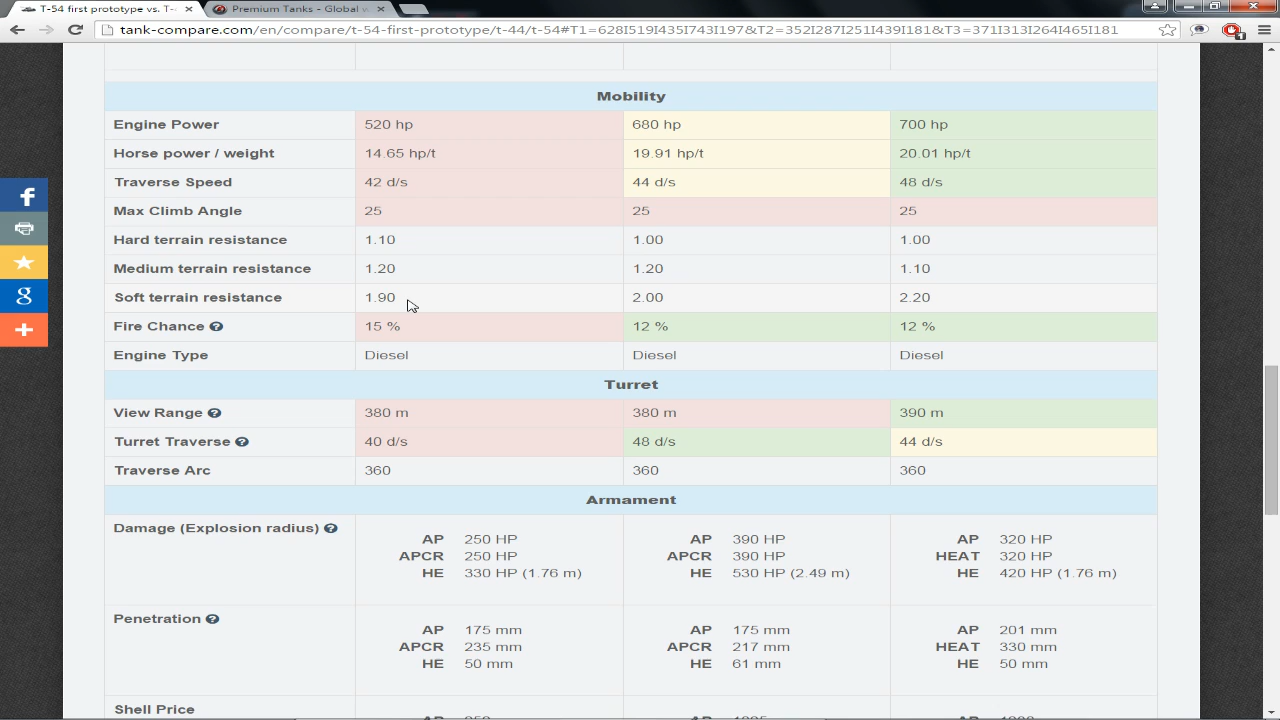 T-54 first prototype vs. T- Premium Tanks – Global w
tank-compare.com/en/compare/t-54-first-prototype/t-44/t-54#T1=628I519I435I743I197&T2=352I287I251I439I181&T3=371I313I264I465I181
Mobility
Engine Power 520 hp 680 hp 700 hp
Horse power / weight 14.65 hp/t 19.91 hp/t 20.01 hp/t
Traverse Speed 42 d/s 44 d/s 48 d/s
Max Climb Angle 25 25 25
Hard terrain resistance 1.10 1.00 1.00
Medium terrain resistance 1.20 1.20 1.10
Soft terrain resistance 1.90 2.00 2.20
Fire Chance ? 15 % 12 % 12 %
Engine Type Diesel Diesel Diesel
Turret
View Range ? 380 m 380 m 390 m
Turret Traverse ? 40 d/s 48 d/s 44 d/s
Traverse Arc 360 360 360
Armament
Damage (Explosion radius) ?
AP 250 HP AP 390 HP AP 320 HP
APCR 250 HP APCR 390 HP HEAT 320 HP
HE 330 HP (1.76 m) HE 530 HP (2.49 m) HE 420 HP (1.76 m)
Penetration ?
AP 175 mm AP 175 mm AP 201 mm
APCR 235 mm APCR 217 mm HEAT 330 mm
HE 50 mm HE 61 mm HE 50 mm
Shell Price